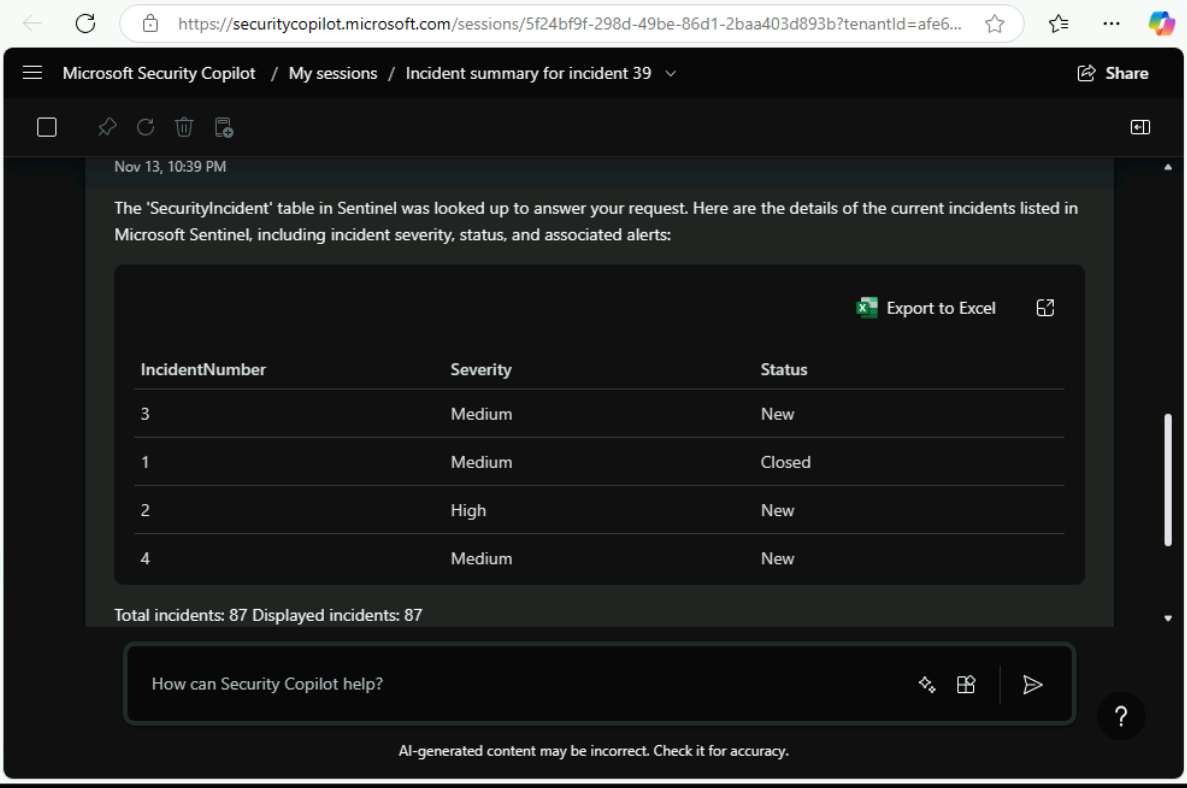 https://securitycopilot.microsoft.com/sessions/5f24bf9f-298d-49be-86d1-2baa403d893b?tenantId=afe6...
Microsoft Security Copilot / My sessions / Incident summary for incident 39
Share
Nov 13, 10:39 PM
The 'SecurityIncident' table in Sentinel was looked up to answer your request. Here are the details of the current incidents listed in
Microsoft Sentinel, including incident severity, status, and associated alerts:
Export to Excel
IncidentNumber Severity Status
3 Medium New
1 Medium Closed
2 High New
4 Medium New
Total incidents: 87 Displayed incidents: 87
How can Security Copilot help?
?
AI-generated content may be incorrect. Check it for accuracy.